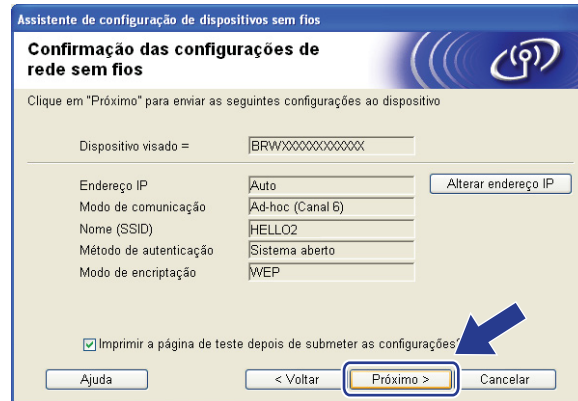 Assistente de configuração de dispositivos sem fios
Confirmação das configurações de
rede sem fios
Clique em "Próximo" para enviar as seguintes configurações ao dispositivo
Dispositivo visado = BRWXXXXXXXXXXXX
Endereço IP Auto Alterar endereço IP
Modo de comunicação Ad-hoc (Canal 6)
Nome (SSID) HELLO2
Método de autenticação Sistema aberto
Modo de encriptação WEP
Imprimir a página de teste depois de submeter as configurações?
Ajuda < Voltar Próximo > Cancelar